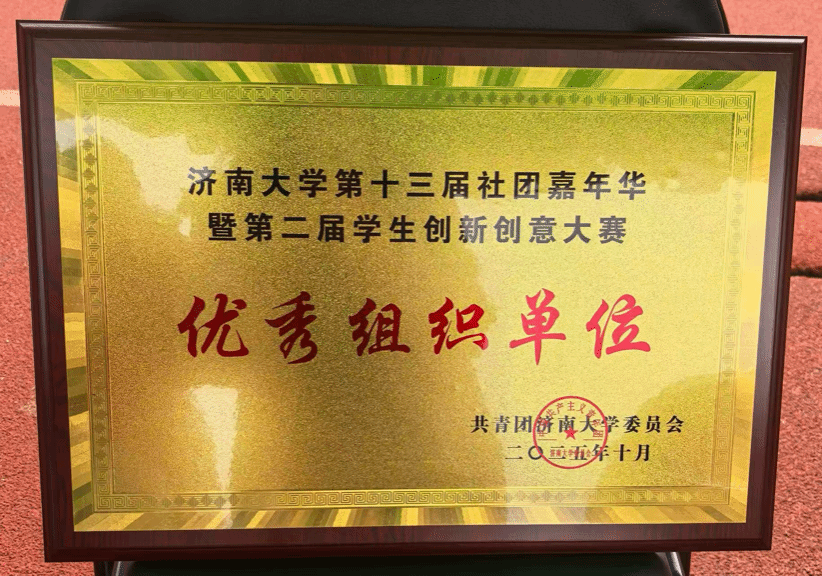 济南大学第十三届社团嘉年华
暨第二届学生创新创意大赛
优秀组织单位
共青团济南大学委员会
二〇二五年十月